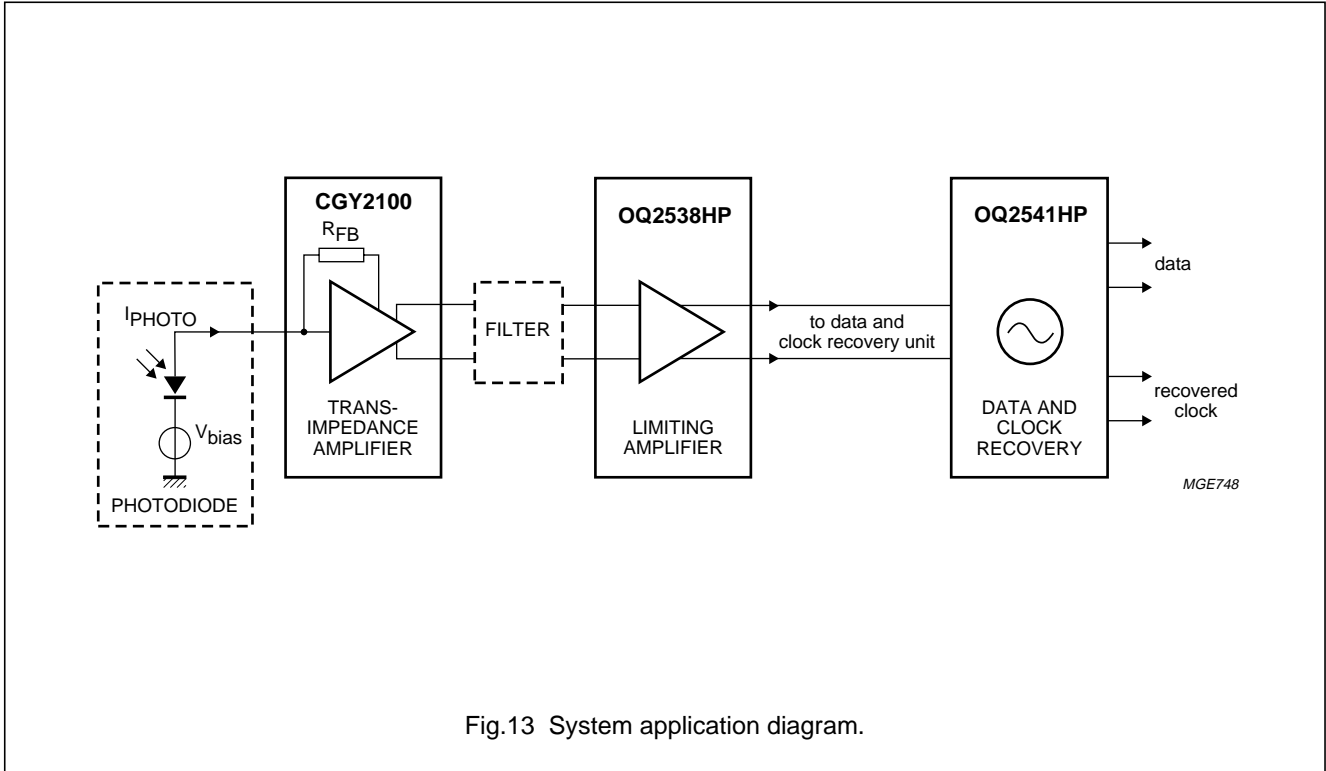 CGY2100
RFB
IPHOTO
Vbias
PHOTODIODE
TRANS-
IMPEDANCE
AMPLIFIER
FILTER
OQ2538HP
LIMITING
AMPLIFIER
to data and
clock recovery unit
OQ2541HP
DATA AND
CLOCK
RECOVERY
data
recovered
clock
MGE748
Fig.13 System application diagram.